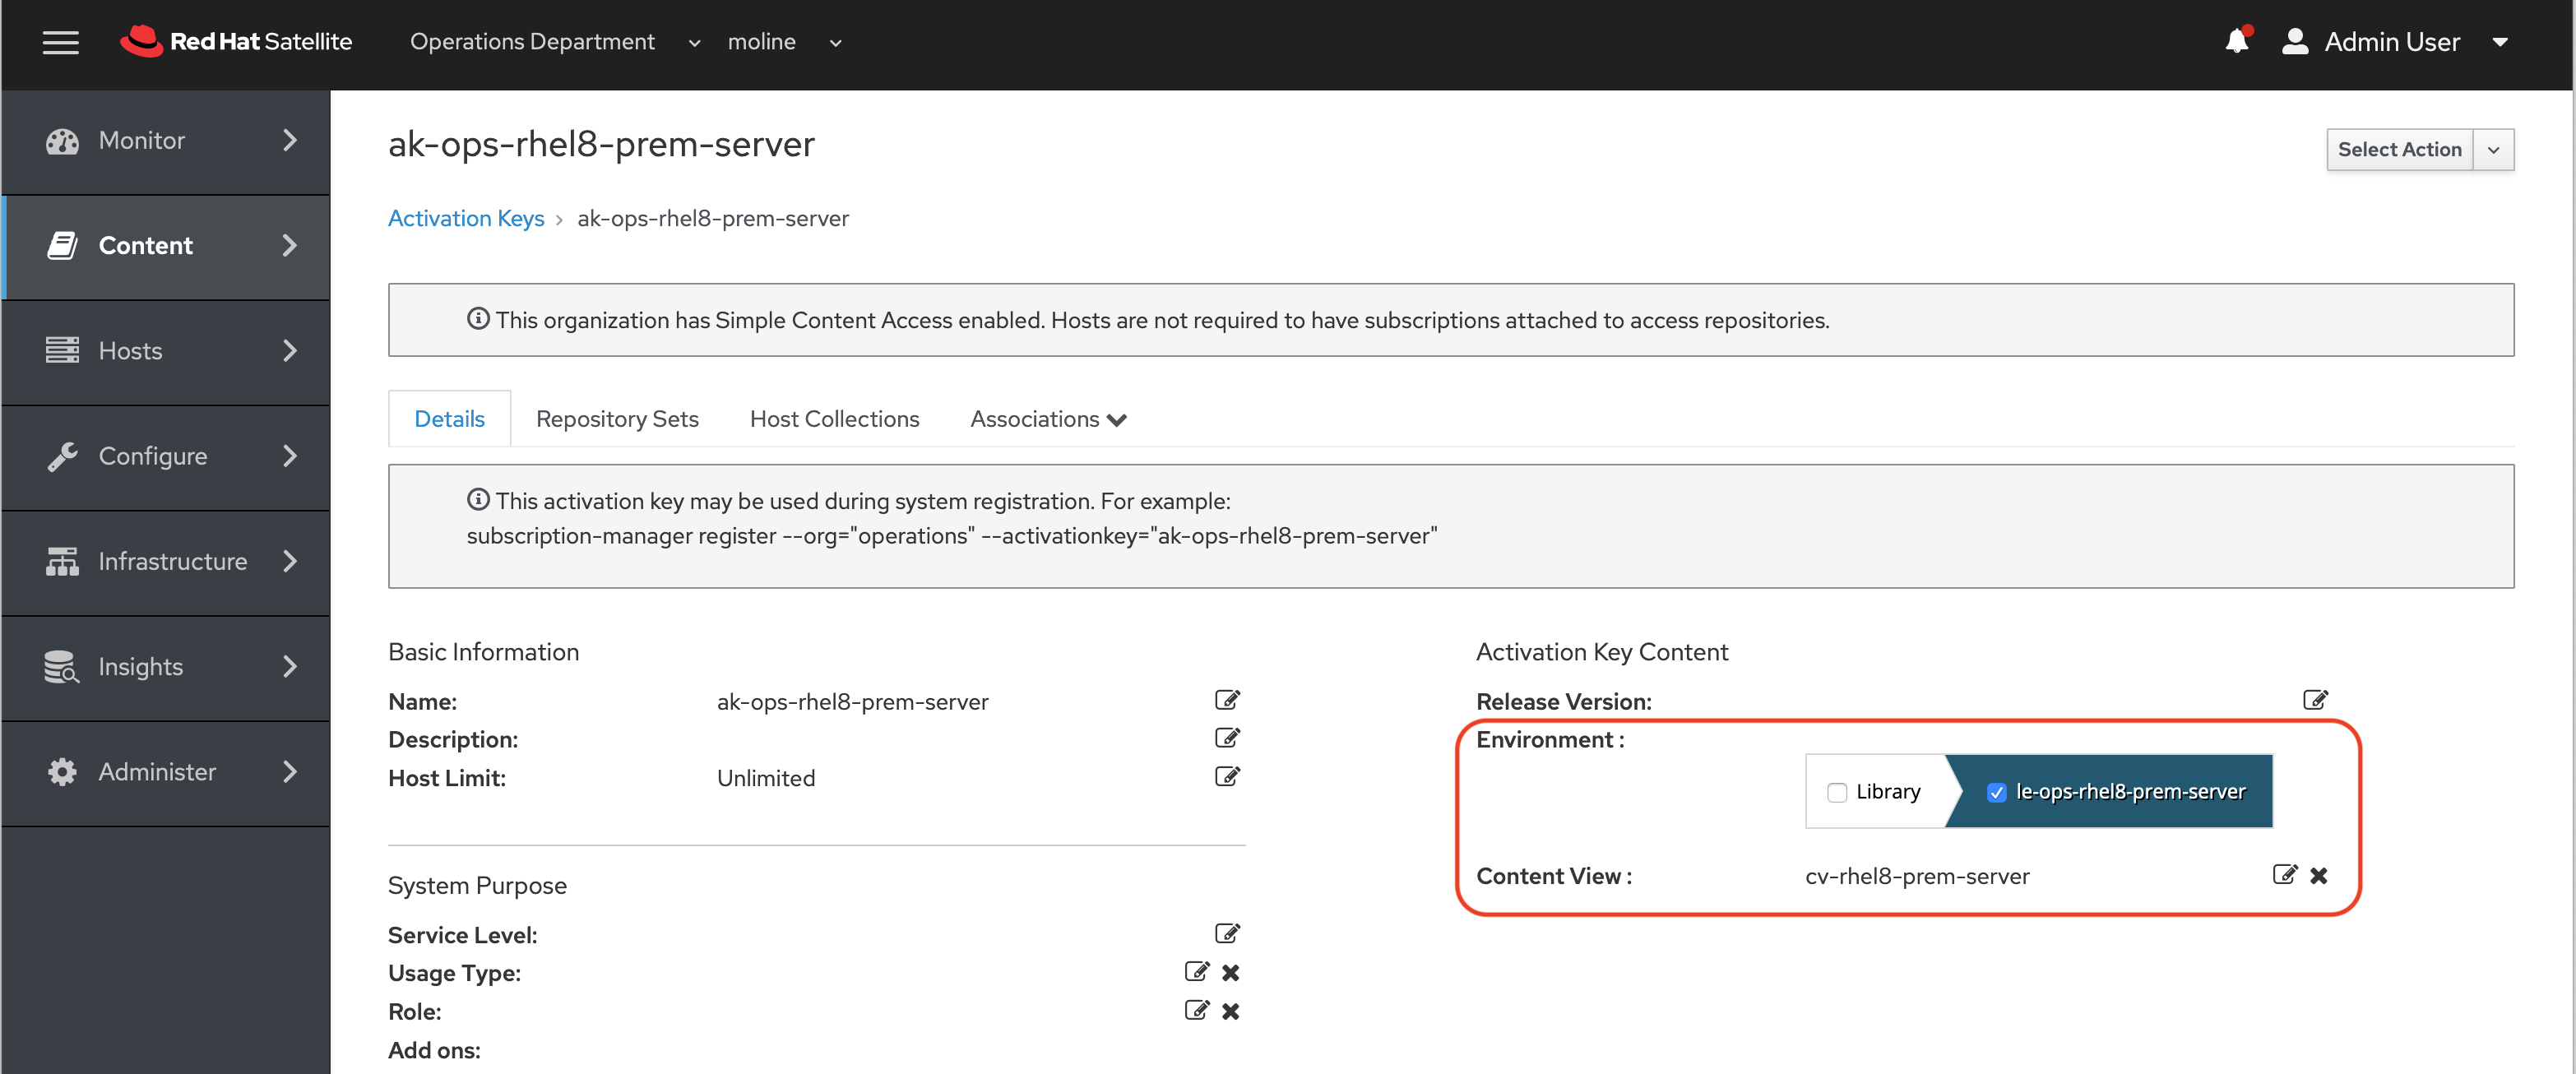 Red Hat Satellite Operations Department moline Admin User
Monitor
Content
Hosts
Configure
Infrastructure
Insights
Administer
ak-ops-rhel8-prem-server
Select Action
Activation Keys › ak-ops-rhel8-prem-server
This organization has Simple Content Access enabled. Hosts are not required to have subscriptions attached to access repositories.
Details Repository Sets Host Collections Associations
This activation key may be used during system registration. For example:
subscription-manager register --org="operations" --activationkey="ak-ops-rhel8-prem-server"
Basic Information
Name: ak-ops-rhel8-prem-server
Description:
Host Limit: Unlimited
System Purpose
Service Level:
Usage Type:
Role:
Add ons:
Activation Key Content
Release Version:
Environment :
Library le-ops-rhel8-prem-server
Content View : cv-rhel8-prem-server